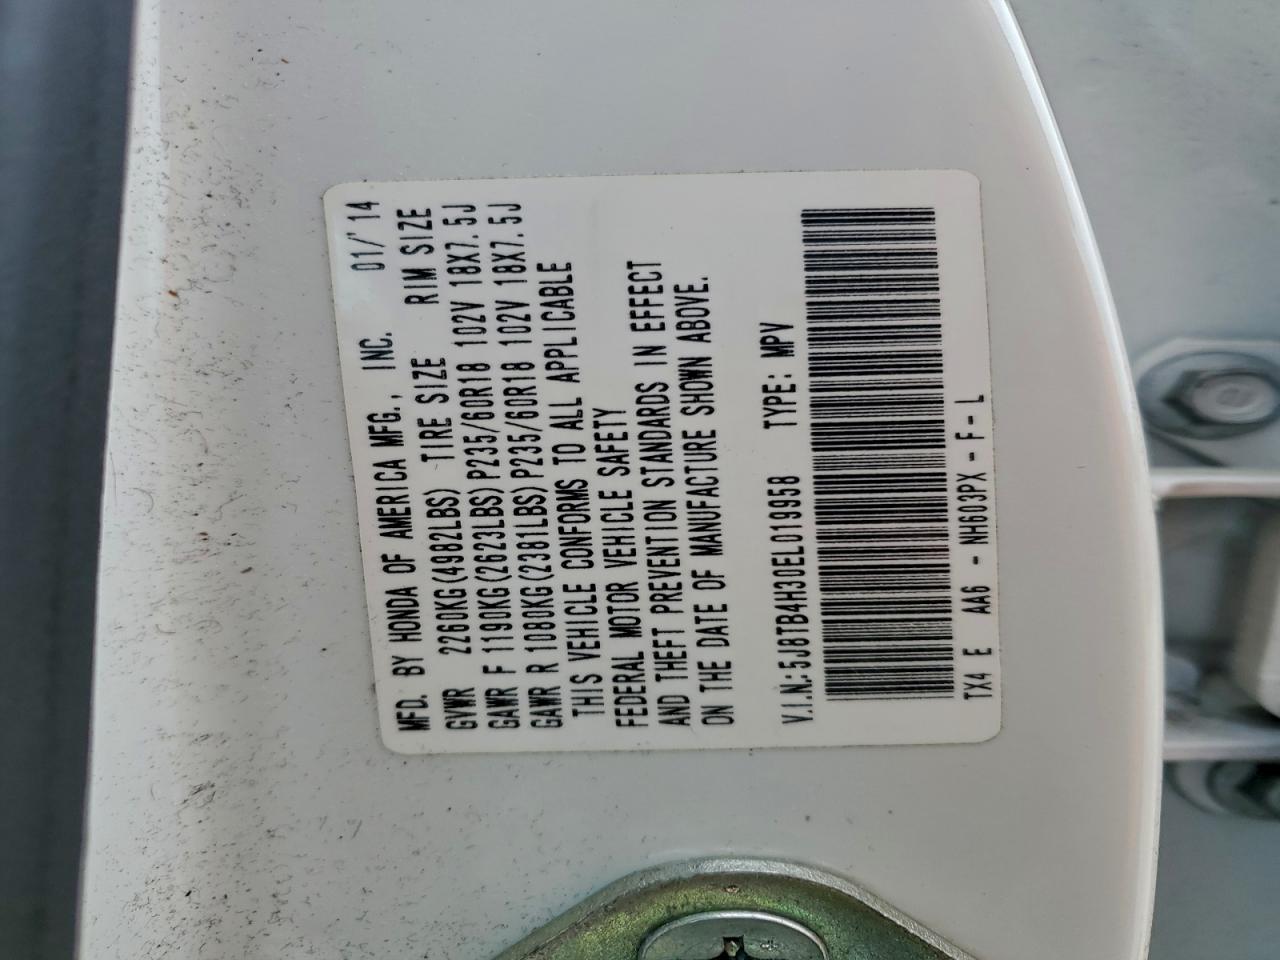 MFD. BY HONDA OF AMERICA MFG., INC. 01/'14
GVWR 2260KG(4982LBS) TIRE SIZE RIM SIZE
GAWR F 1190KG(2623LBS) P235/60R18 102V 18X7.5J
GAWR R 1080KG(2381LBS) P235/60R18 102V 18X7.5J
THIS VEHICLE CONFORMS TO ALL APPLICABLE
FEDERAL MOTOR VEHICLE SAFETY
AND THEFT PREVENTION STANDARDS IN EFFECT
ON THE DATE OF MANUFACTURE SHOWN ABOVE.
V.I.N.:5J8TB4H30EL019958 TYPE: MPV
TX4 E AA6 - NH603PX - F - L